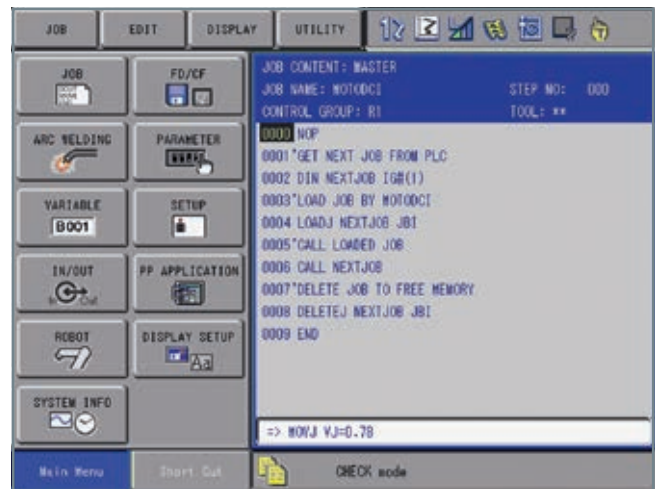 JOB
EDIT
DISPLAY
UTILITY
JOB
FD/CF
ARC WELDING
PARAMETER
VARIABLE
B001
SETUP
IN/OUT
In Out
PP APPLICATION
ROBOT
DISPLAY SETUP
Aa
SYSTEM INFO
JOB CONTENT: MASTER
JOB NAME: MOTODCI STEP NO: 000
CONTROL GROUP: R1 TOOL: **
0000 NOP
0001 'GET NEXT JOB FROM PLC
0002 DIN NEXTJOB IG#(1)
0003 'LOAD JOB BY MOTODCI
0004 LOADJ NEXTJOB JBI
0005 'CALL LOADED JOB
0006 CALL NEXTJOB
0007 'DELETE JOB TO FREE MEMORY
0008 DELETEJ NEXTJOB JBI
0009 END
=> MOVJ VJ=0.78
Main Menu
Short Cut
CHECK mode